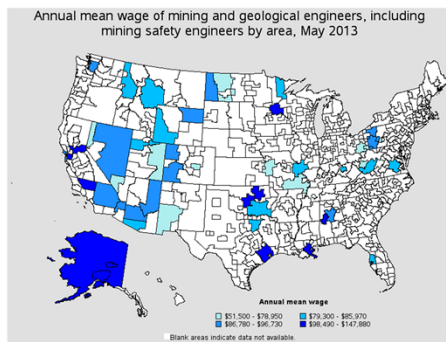 Annual mean wage of mining and geological engineers, including
mining safety engineers by area, May 2013
Annual mean wage
$51,500 - $78,950 $79,300 - $85,970
$86,780 - $96,730 $98,490 - $147,880
Blank areas indicate data not available.